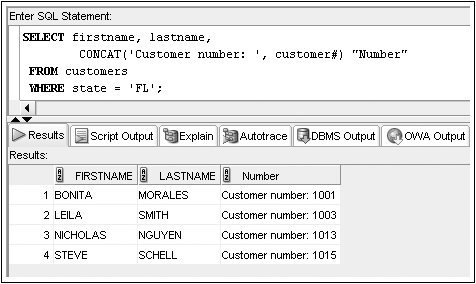 Enter SQL Statement:
SELECT firstname, lastname,
CONCAT('Customer number: ', customer#) "Number"
FROM customers
WHERE state = 'FL';
Results Script Output Explain Autotrace DBMS Output OWA Output
Results:
FIRSTNAME LASTNAME Number
1 BONITA MORALES Customer number: 1001
2 LEILA SMITH Customer number: 1003
3 NICHOLAS NGUYEN Customer number: 1013
4 STEVE SCHELL Customer number: 1015